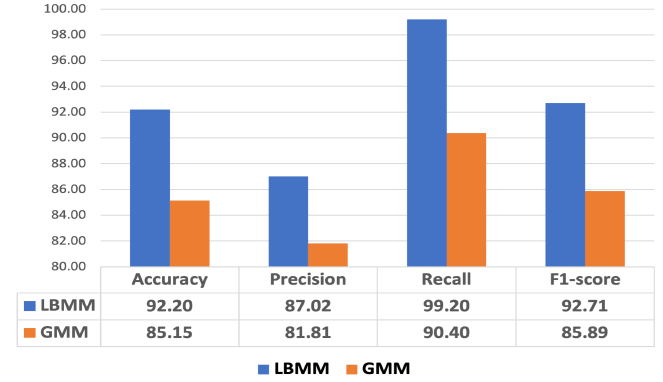 100.00
98.00
96.00
94.00
92.00
90.00
88.00
86.00
84.00
82.00
80.00
Accuracy Precision Recall F1-score
LBMM 92.20 87.02 99.20 92.71
GMM 85.15 81.81 90.40 85.89
LBMM GMM